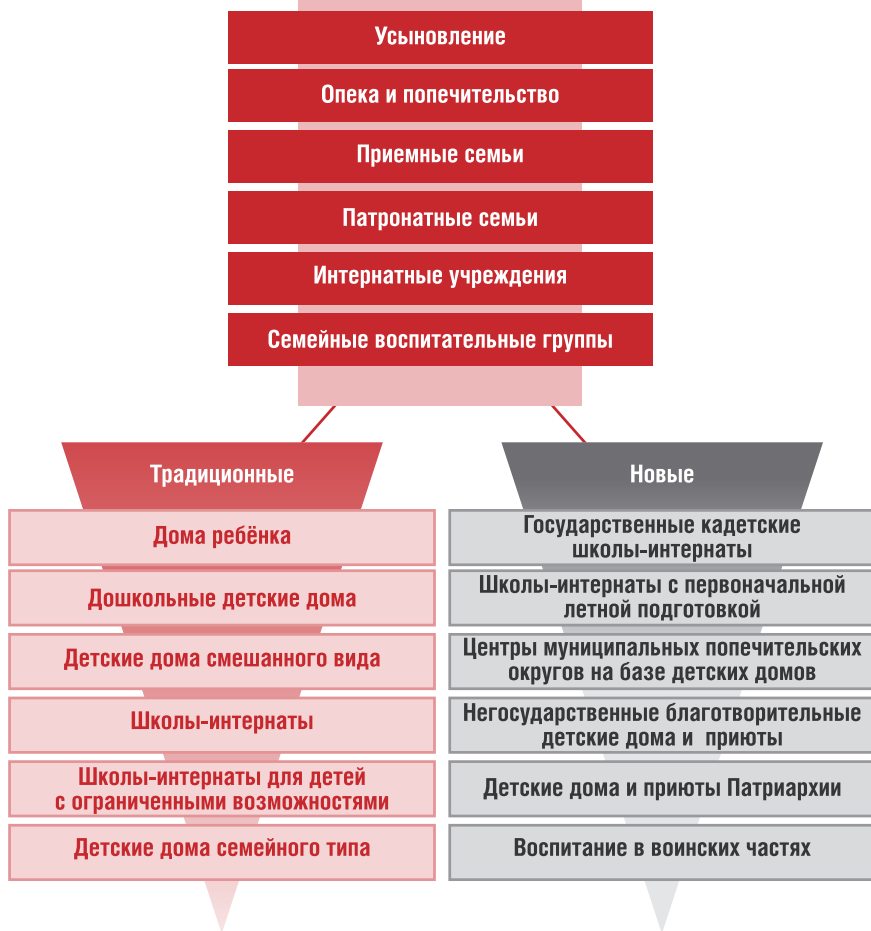 Усыновление
Опека и попечительство
Приемные семьи
Патронатные семьи
Интернатные учреждения
Семейные воспитательные группы
Традиционные
Дома ребёнка
Дошкольные детские дома
Детские дома смешанного вида
Школы-интернаты
Школы-интернаты для детей
с ограниченными возможностями
Детские дома семейного типа
Новые
Государственные кадетские
школы-интернаты
Школы-интернаты с первоначальной
летной подготовкой
Центры муниципальных попечительских
округов на базе детских домов
Негосударственные благотворительные
детские дома и приюты
Детские дома и приюты Патриархии
Воспитание в воинских частях